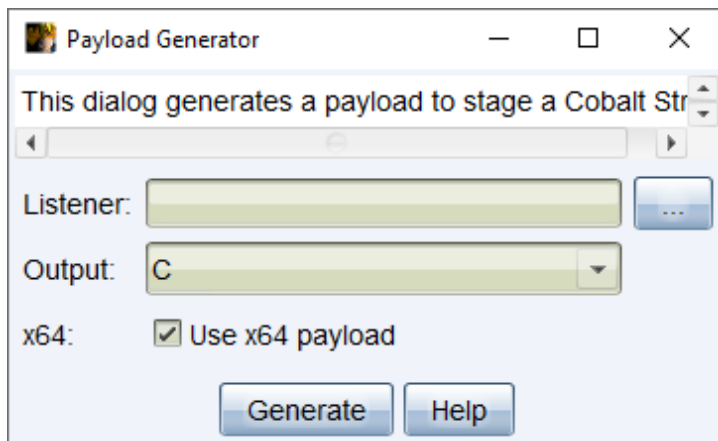 Payload Generator
This dialog generates a payload to stage a Cobalt Str
Listener:
...
Output: C
x64: Use x64 payload
Generate Help